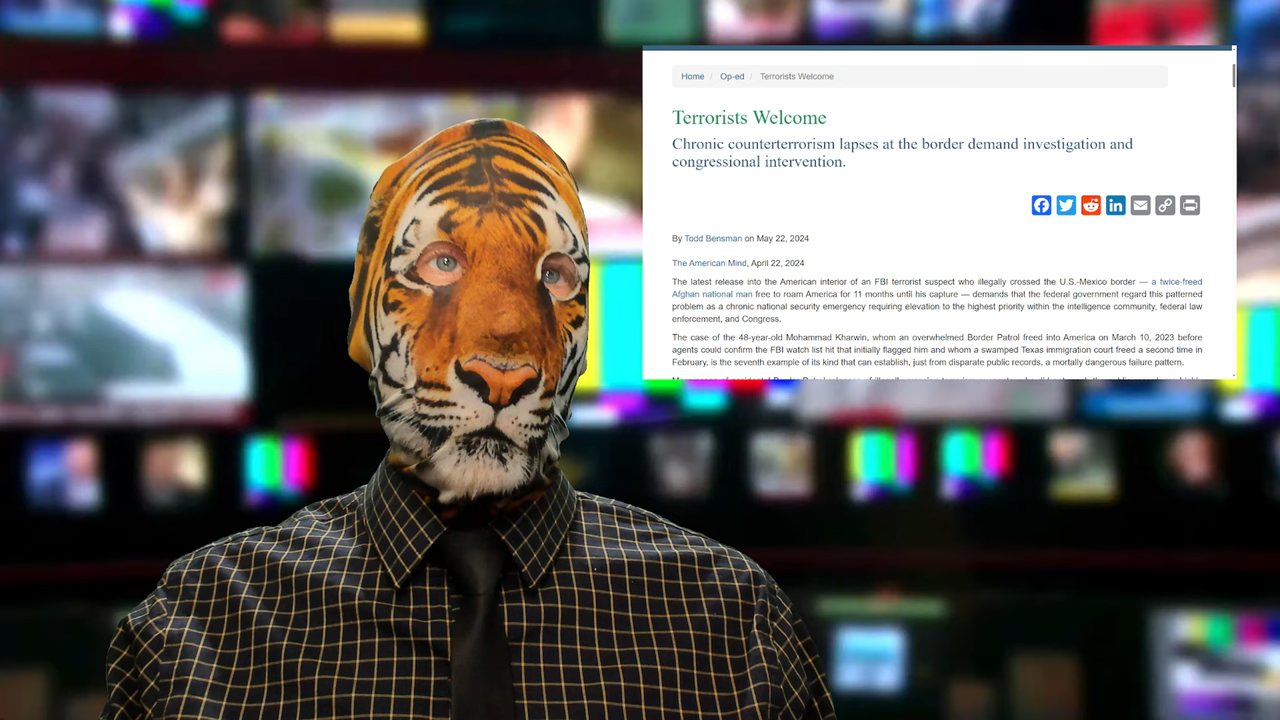 Home / Op-ed / Terrorists Welcome
Terrorists Welcome
Chronic counterterrorism lapses at the border demand investigation and
congressional intervention.
By Todd Bensman on May 22, 2024
The American Mind, April 22, 2024
The latest release into the American interior of an FBI terrorist suspect who illegally crossed the U.S.-Mexico border — a twice-freed
Afghan national man free to roam America for 11 months until his capture — demands that the federal government regard this patterned
problem as a chronic national security emergency requiring elevation to the highest priority within the intelligence community, federal law
enforcement, and Congress.
The case of the 48-year-old Mohammad Kharwin, whom an overwhelmed Border Patrol freed into America on March 10, 2023 before
agents could confirm the FBI watch list hit that initially flagged him and whom a swamped Texas immigration court freed a second time in
February, is the seventh example of its kind that can establish, just from disparate public records, a mortally dangerous failure pattern.